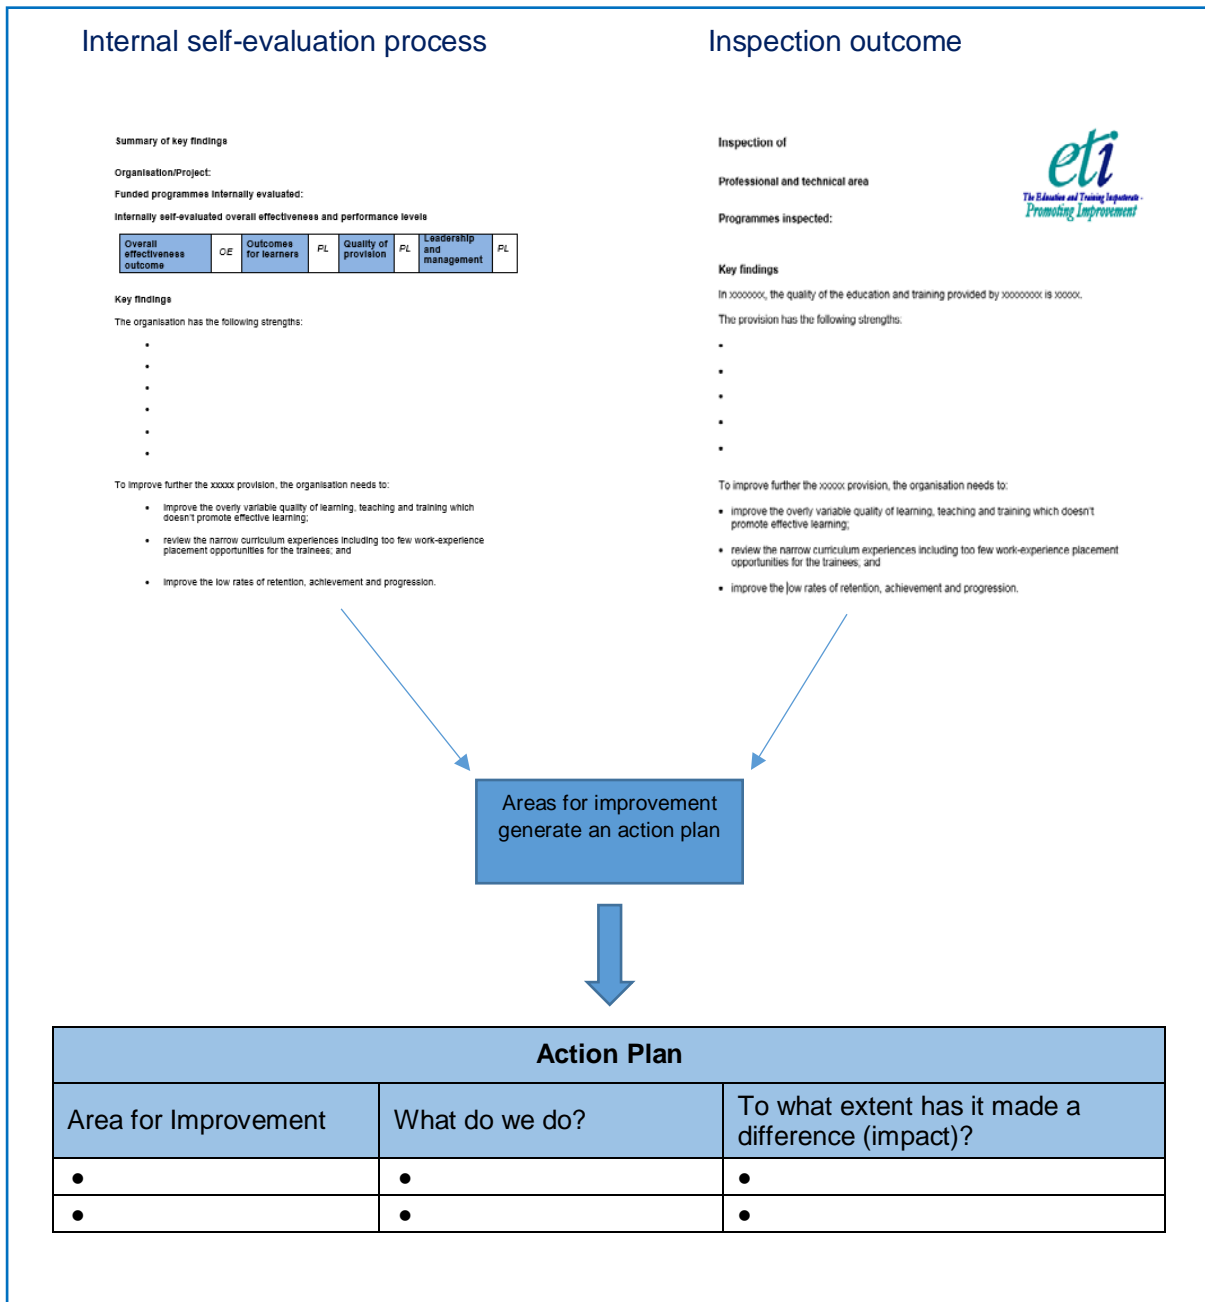 Internal self-evaluation process
Summary of key findings
Organisation/Project:
Funded programmes internally evaluated:
Internally self-evaluated overall effectiveness and performance levels
Overall effectiveness outcome OE Outcomes for learners PL Quality of provision PL Leadership and management PL
Key findings
The organisation has the following strengths:
•
•
•
•
•
•
To improve further the xxxxx provision, the organisation needs to:
• improve the overly variable quality of learning, teaching and training which
doesn't promote effective learning;
• review the narrow curriculum experiences including too few work-experience
placement opportunities for the trainees; and
• improve the low rates of retention, achievement and progression.
Inspection outcome
Inspection of
eti
The Education and Training Inspectorate -
Promoting Improvement
Professional and technical area
Programmes inspected:
Key findings
In xxxxxxx, the quality of the education and training provided by xxxxxxxx is xxxxx.
The provision has the following strengths:
•
•
•
•
•
To improve further the xxxxx provision, the organisation needs to:
• improve the overly variable quality of learning, teaching and training which doesn't
promote effective learning;
• review the narrow curriculum experiences including too few work-experience placement
opportunities for the trainees; and
• improve the low rates of retention, achievement and progression.
Areas for improvement
generate an action plan
Action Plan
Area for Improvement What do we do? To what extent has it made a
difference (impact)?
• • •
• • •